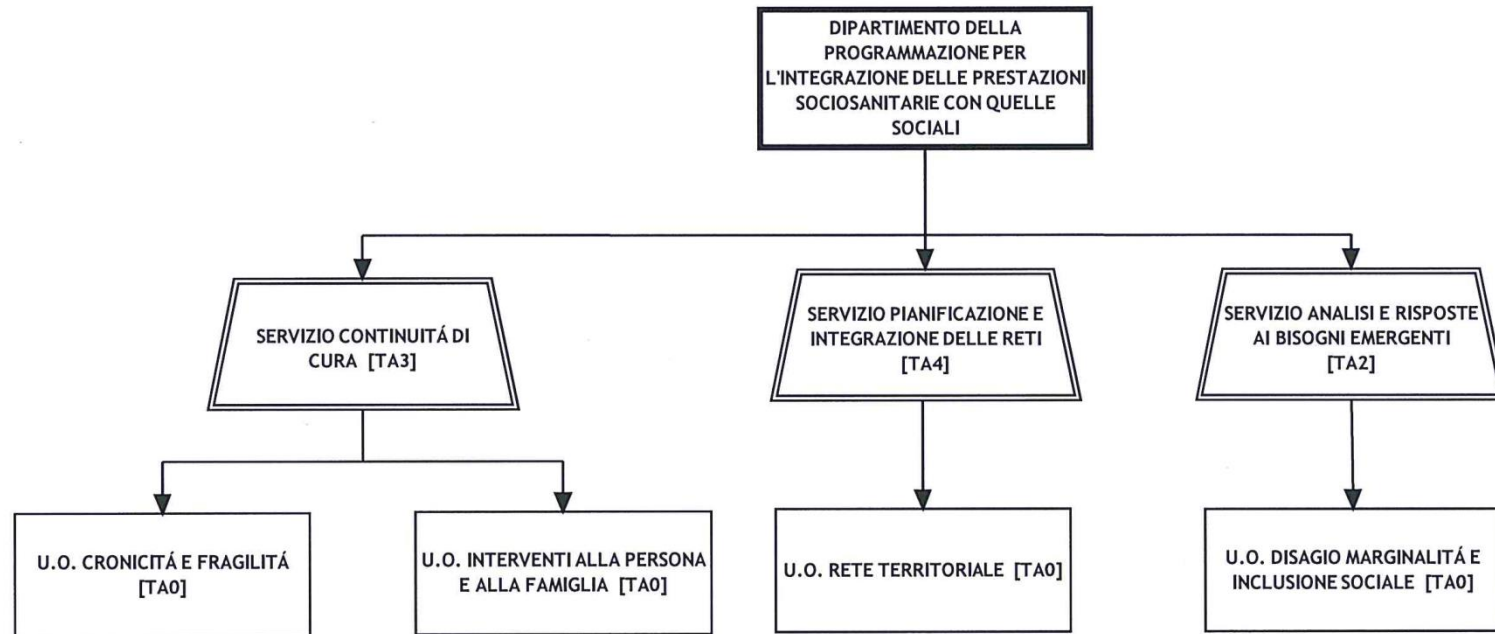 DIPARTIMENTO DELLA
PROGRAMMAZIONE PER
L'INTEGRAZIONE DELLE PRESTAZIONI
SOCIOSANITARIE CON QUELLE
SOCIALI
SERVIZIO CONTINUITÁ DI
CURA [TA3]
SERVIZIO PIANIFICAZIONE E
INTEGRAZIONE DELLE RETI
[TA4]
SERVIZIO ANALISI E RISPOSTE
AI BISOGNI EMERGENTI
[TA2]
U.O. CRONICITÁ E FRAGILITÁ
[TA0]
U.O. INTERVENTI ALLA PERSONA
E ALLA FAMIGLIA [TA0]
U.O. RETE TERRITORIALE [TA0]
U.O. DISAGIO MARGINALITÁ E
INCLUSIONE SOCIALE [TA0]